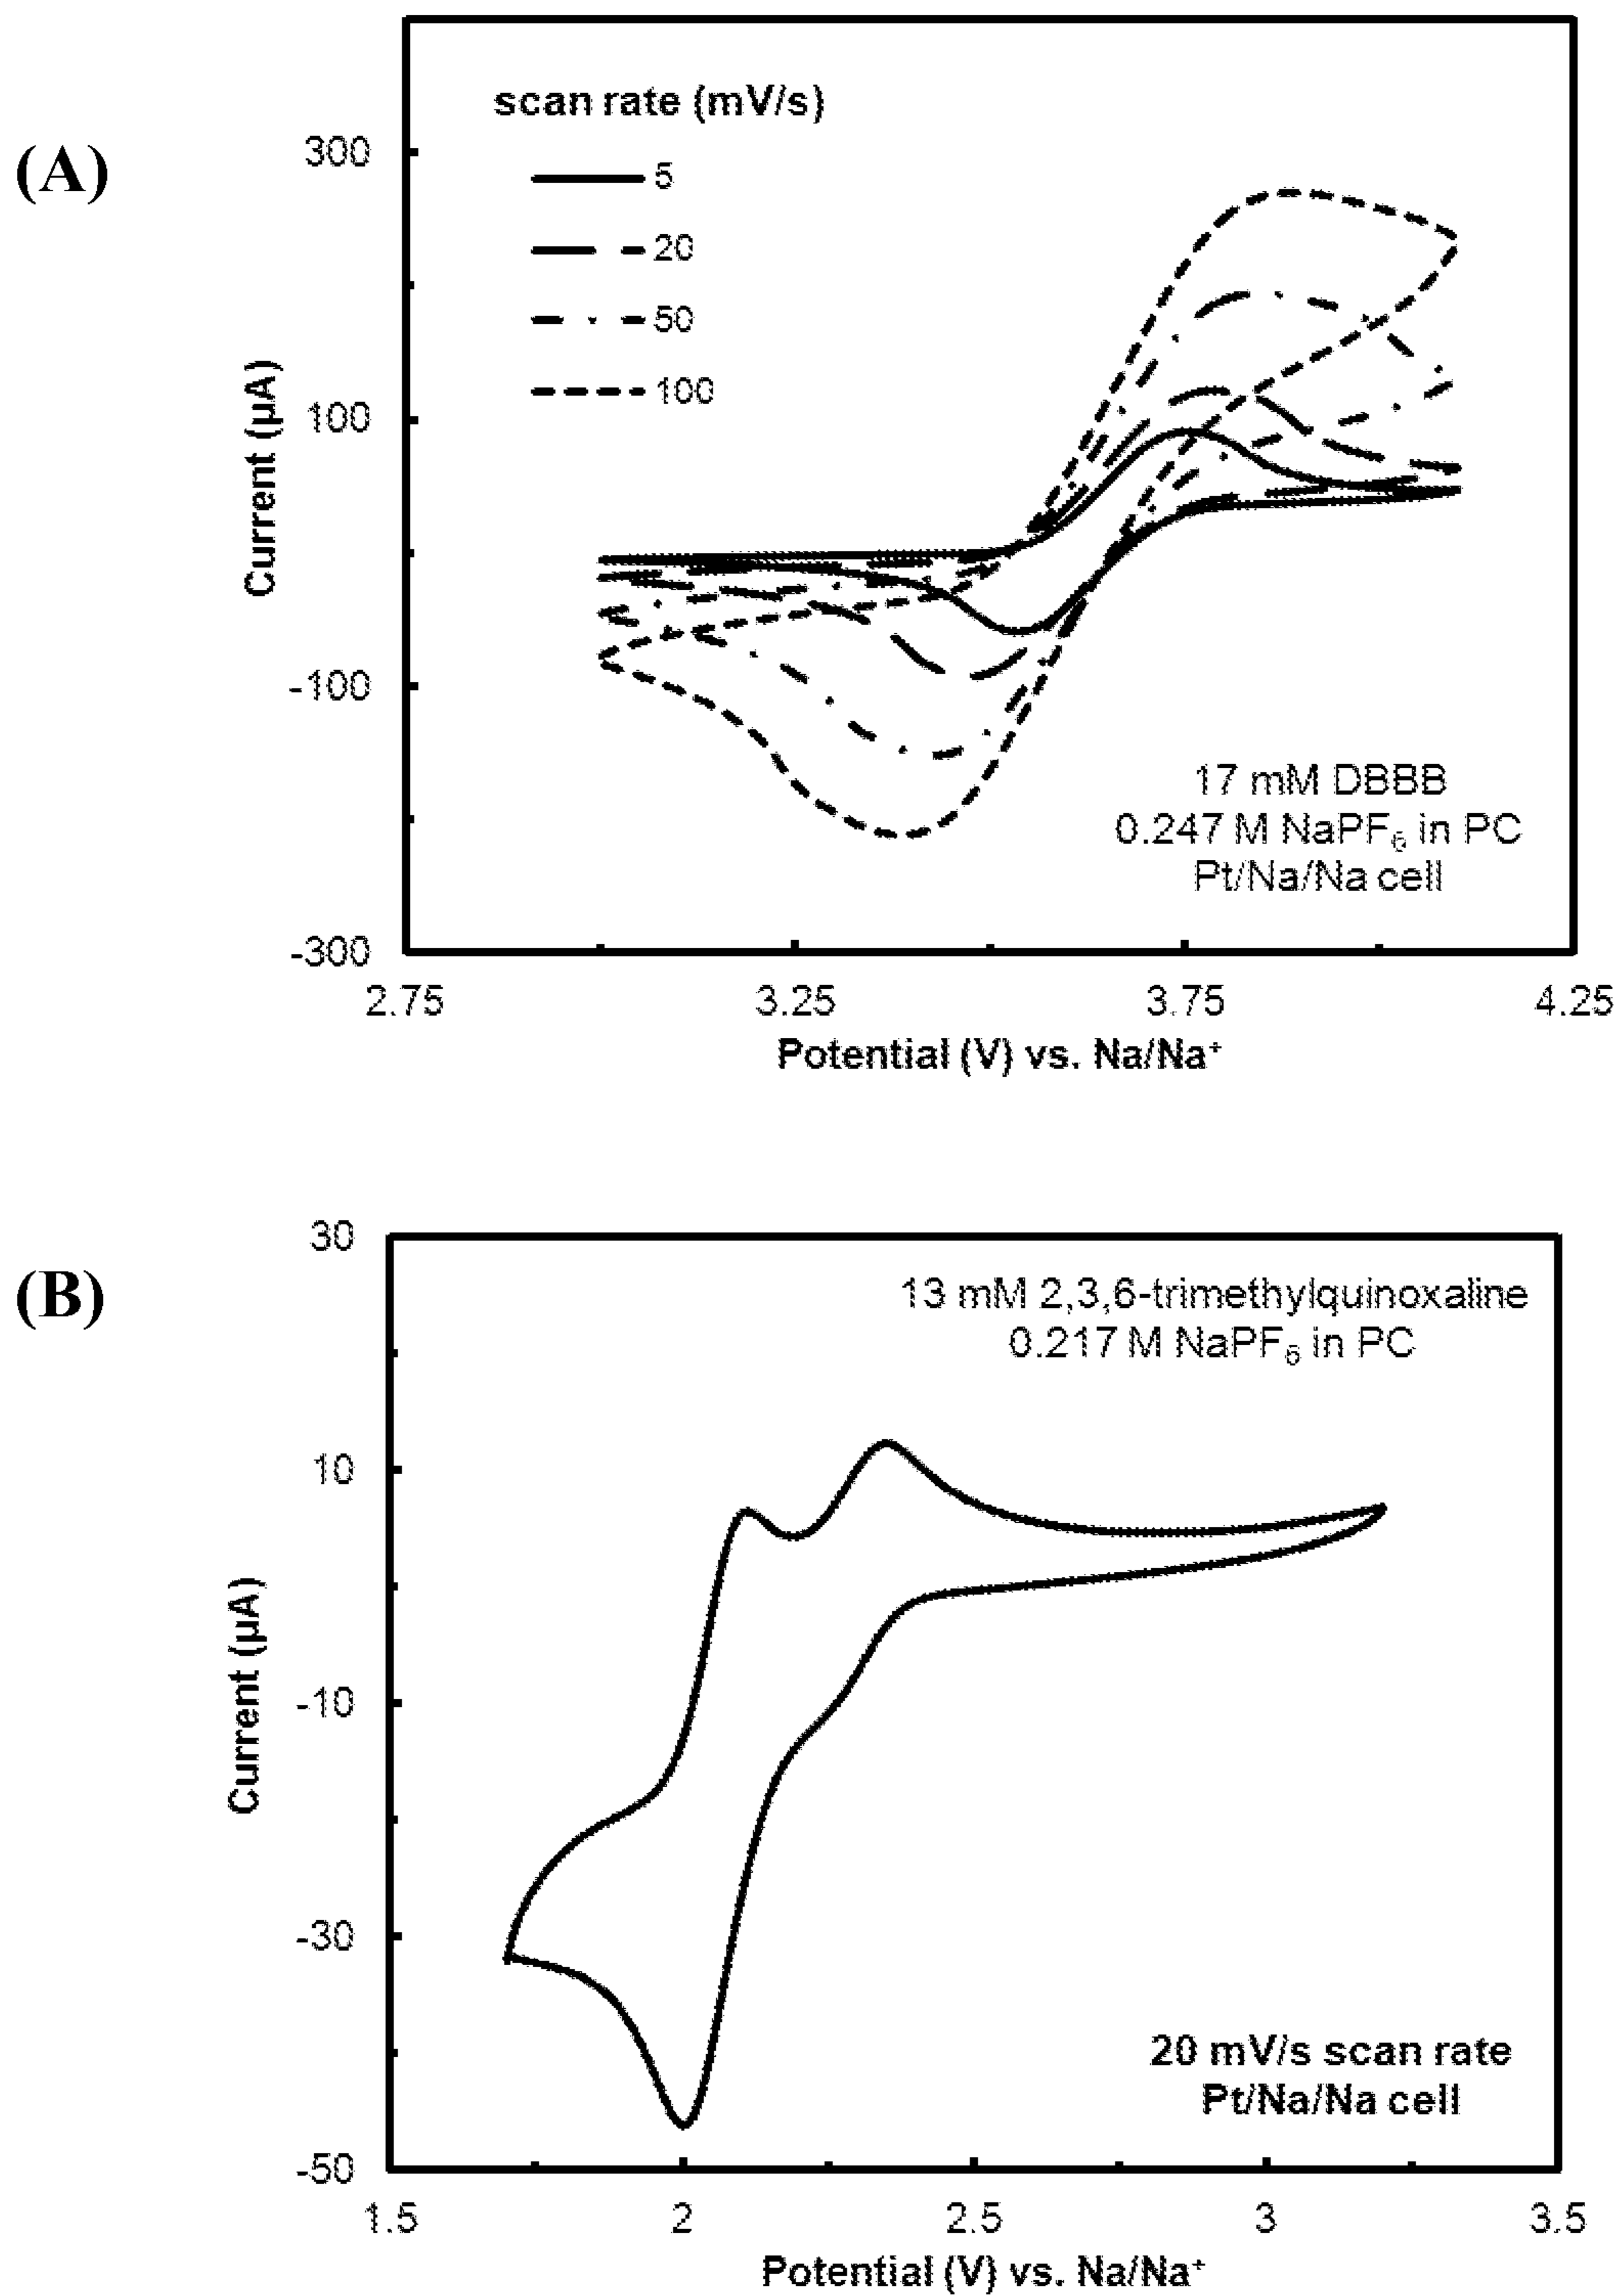 (A)
scan rate (mV/s)
5
20
50
100
300
100
-100
-300
Current (µA)
17 mM DBBB
0.247 M NaPF₆ in PC
Pt/Na/Na cell
2.75
3.25
3.75
4.25
Potential (V) vs. Na/Na⁺
(B)
30
10
-10
-30
-50
Current (µA)
13 mM 2,3,6-trimethylquinoxaline
0.217 M NaPF₆ in PC
20 mV/s scan rate
Pt/Na/Na cell
1.5
2
2.5
3
3.5
Potential (V) vs. Na/Na⁺